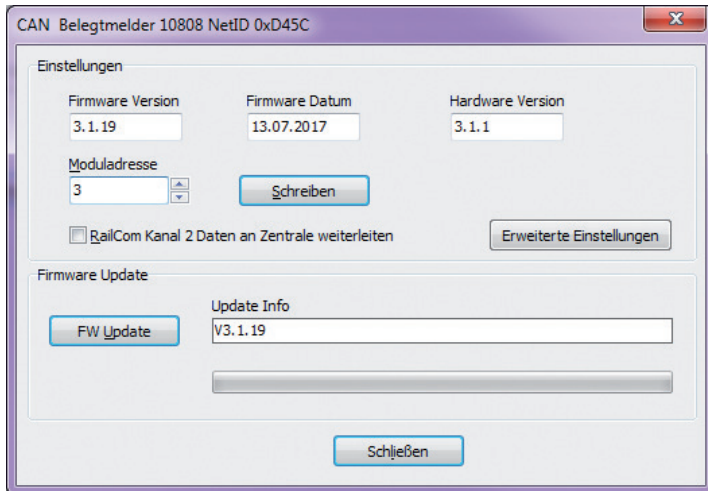 CAN Belegtmelder 10808 NetID 0xD45C
x
Einstellungen
Firmware Version Firmware Datum Hardware Version
3.1.19 13.07.2017 3.1.1
Moduladresse
3 Schreiben
RailCom Kanal 2 Daten an Zentrale weiterleiten Erweiterte Einstellungen
Firmware Update
Update Info
FW Update V3.1.19
Schließen